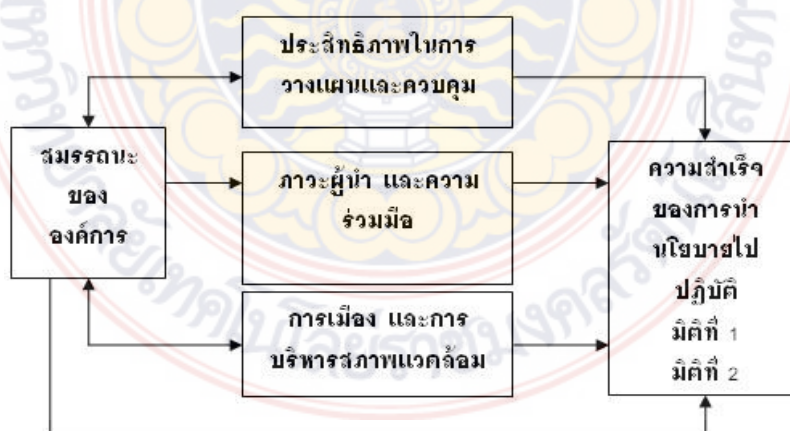 ประสิทธิภาพในการ
วางแผนและควบคุม
สมรรถนะ
ของ
องค์การ
ภาวะผู้นำ และความ
ร่วมมือ
การเมือง และการ
บริหารสภาพแวดล้อม
ความสำเร็จ
ของการนำ
นโยบายไป
ปฏิบัติ
มิติที่ 1
มิติที่ 2